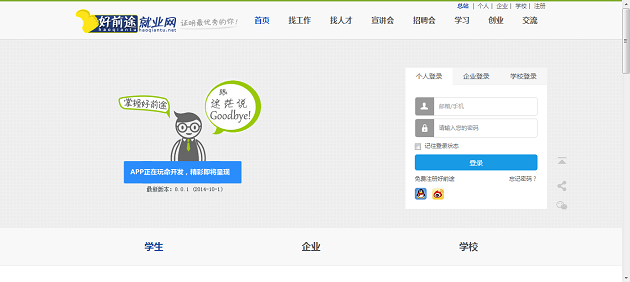 总站 | 个人 | 企业 | 学校 | 注册
好前途就业网
haoqiantu haoqiantu.net
证明最优秀的你!
首页 找工作 找人才 宣讲会 招聘会 学习 创业 交流
个人登录 企业登录 学校登录
掌握好前途
跟
迷茫说
Goodbye!
邮箱/手机
请输入您的密码
记住登录状态
登录
APP正在玩命开发，精彩即将呈现
免费注册好前途 忘记密码？
最新版本：0.0.1 (2014-10-1)
学生 企业 学校